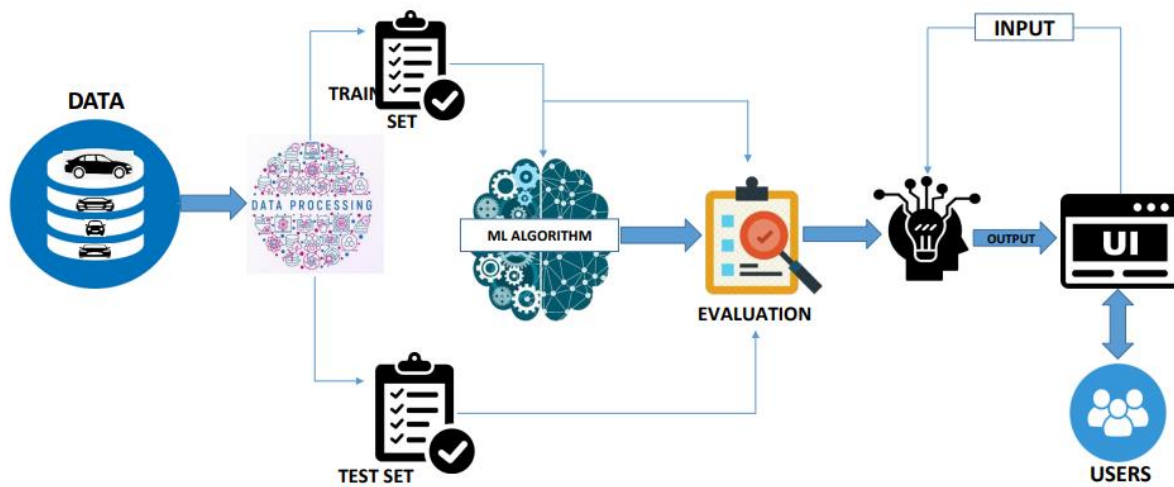 DATA
DATA PROCESSING
TRAIN
SET
ML ALGORITHM
TEST SET
EVALUATION
INPUT
OUTPUT
UI
USERS